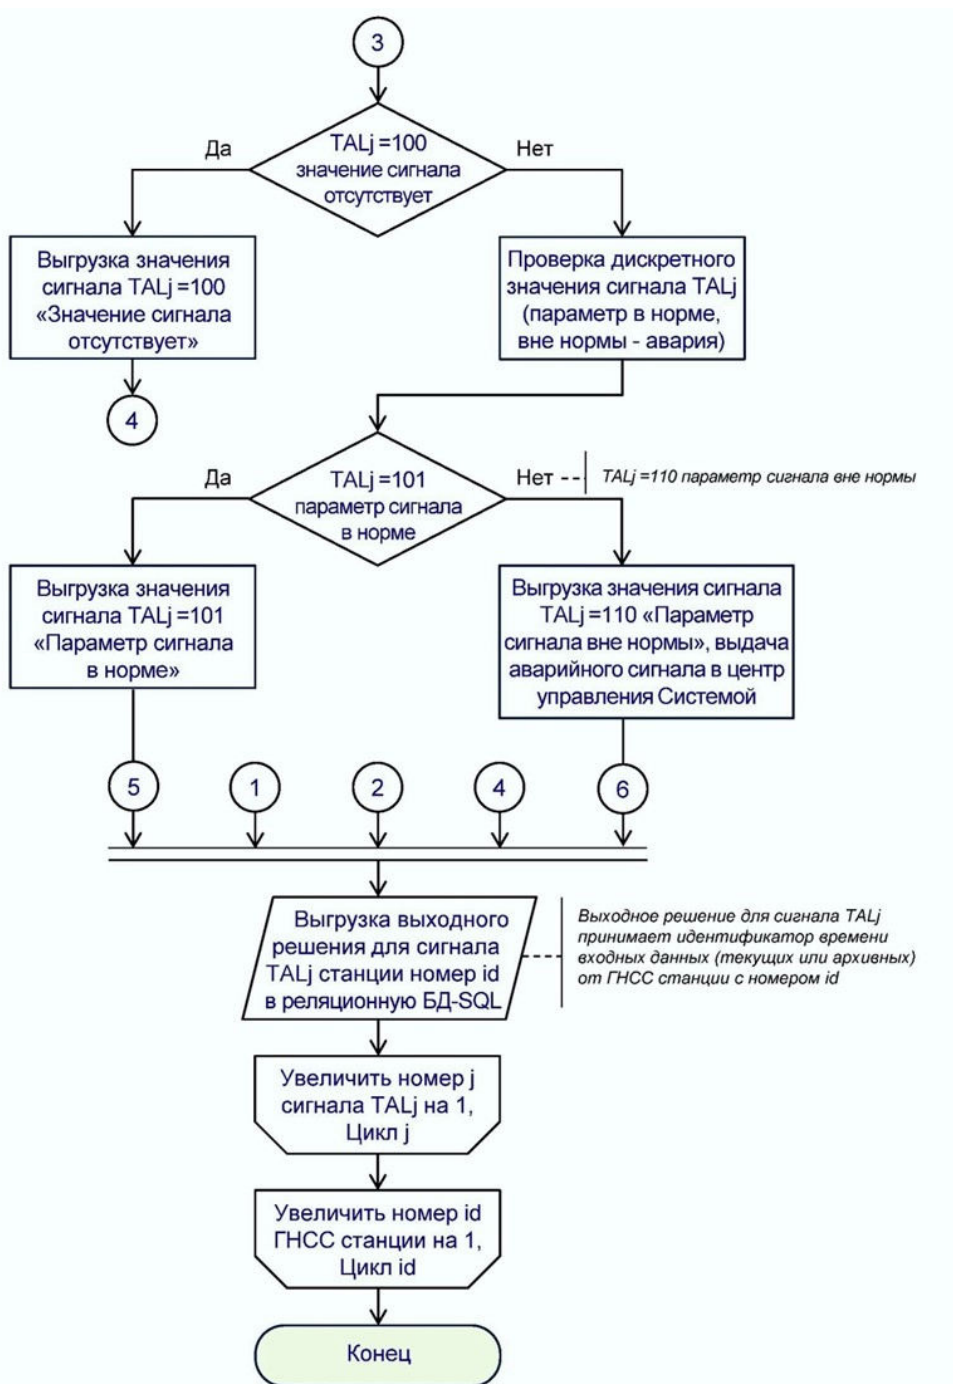 3
TALj =100
значение сигнала
отсутствует
Да
Нет
Выгрузка значения
сигнала TALj =100
«Значение сигнала
отсутствует»
Проверка дискретного
значения сигнала TALj
(параметр в норме,
вне нормы - авария)
4
TALj =101
параметр сигнала
в норме
Да
Нет
TALj =110 параметр сигнала вне нормы
Выгрузка значения
сигнала TALj =101
«Параметр сигнала
в норме»
Выгрузка значения сигнала
TALj =110 «Параметр
сигнала вне нормы», выдача
аварийного сигнала в центр
управления Системой
5
1
2
4
6
Выгрузка выходного
решения для сигнала
TALj станции номер id
в реляционную БД-SQL
Выходное решение для сигнала TALj
принимает идентификатор времени
входных данных (текущих или архивных)
от ГНСС станции с номером id
Увеличить номер j
сигнала TALj на 1,
Цикл j
Увеличить номер id
ГНСС станции на 1,
Цикл id
Конец